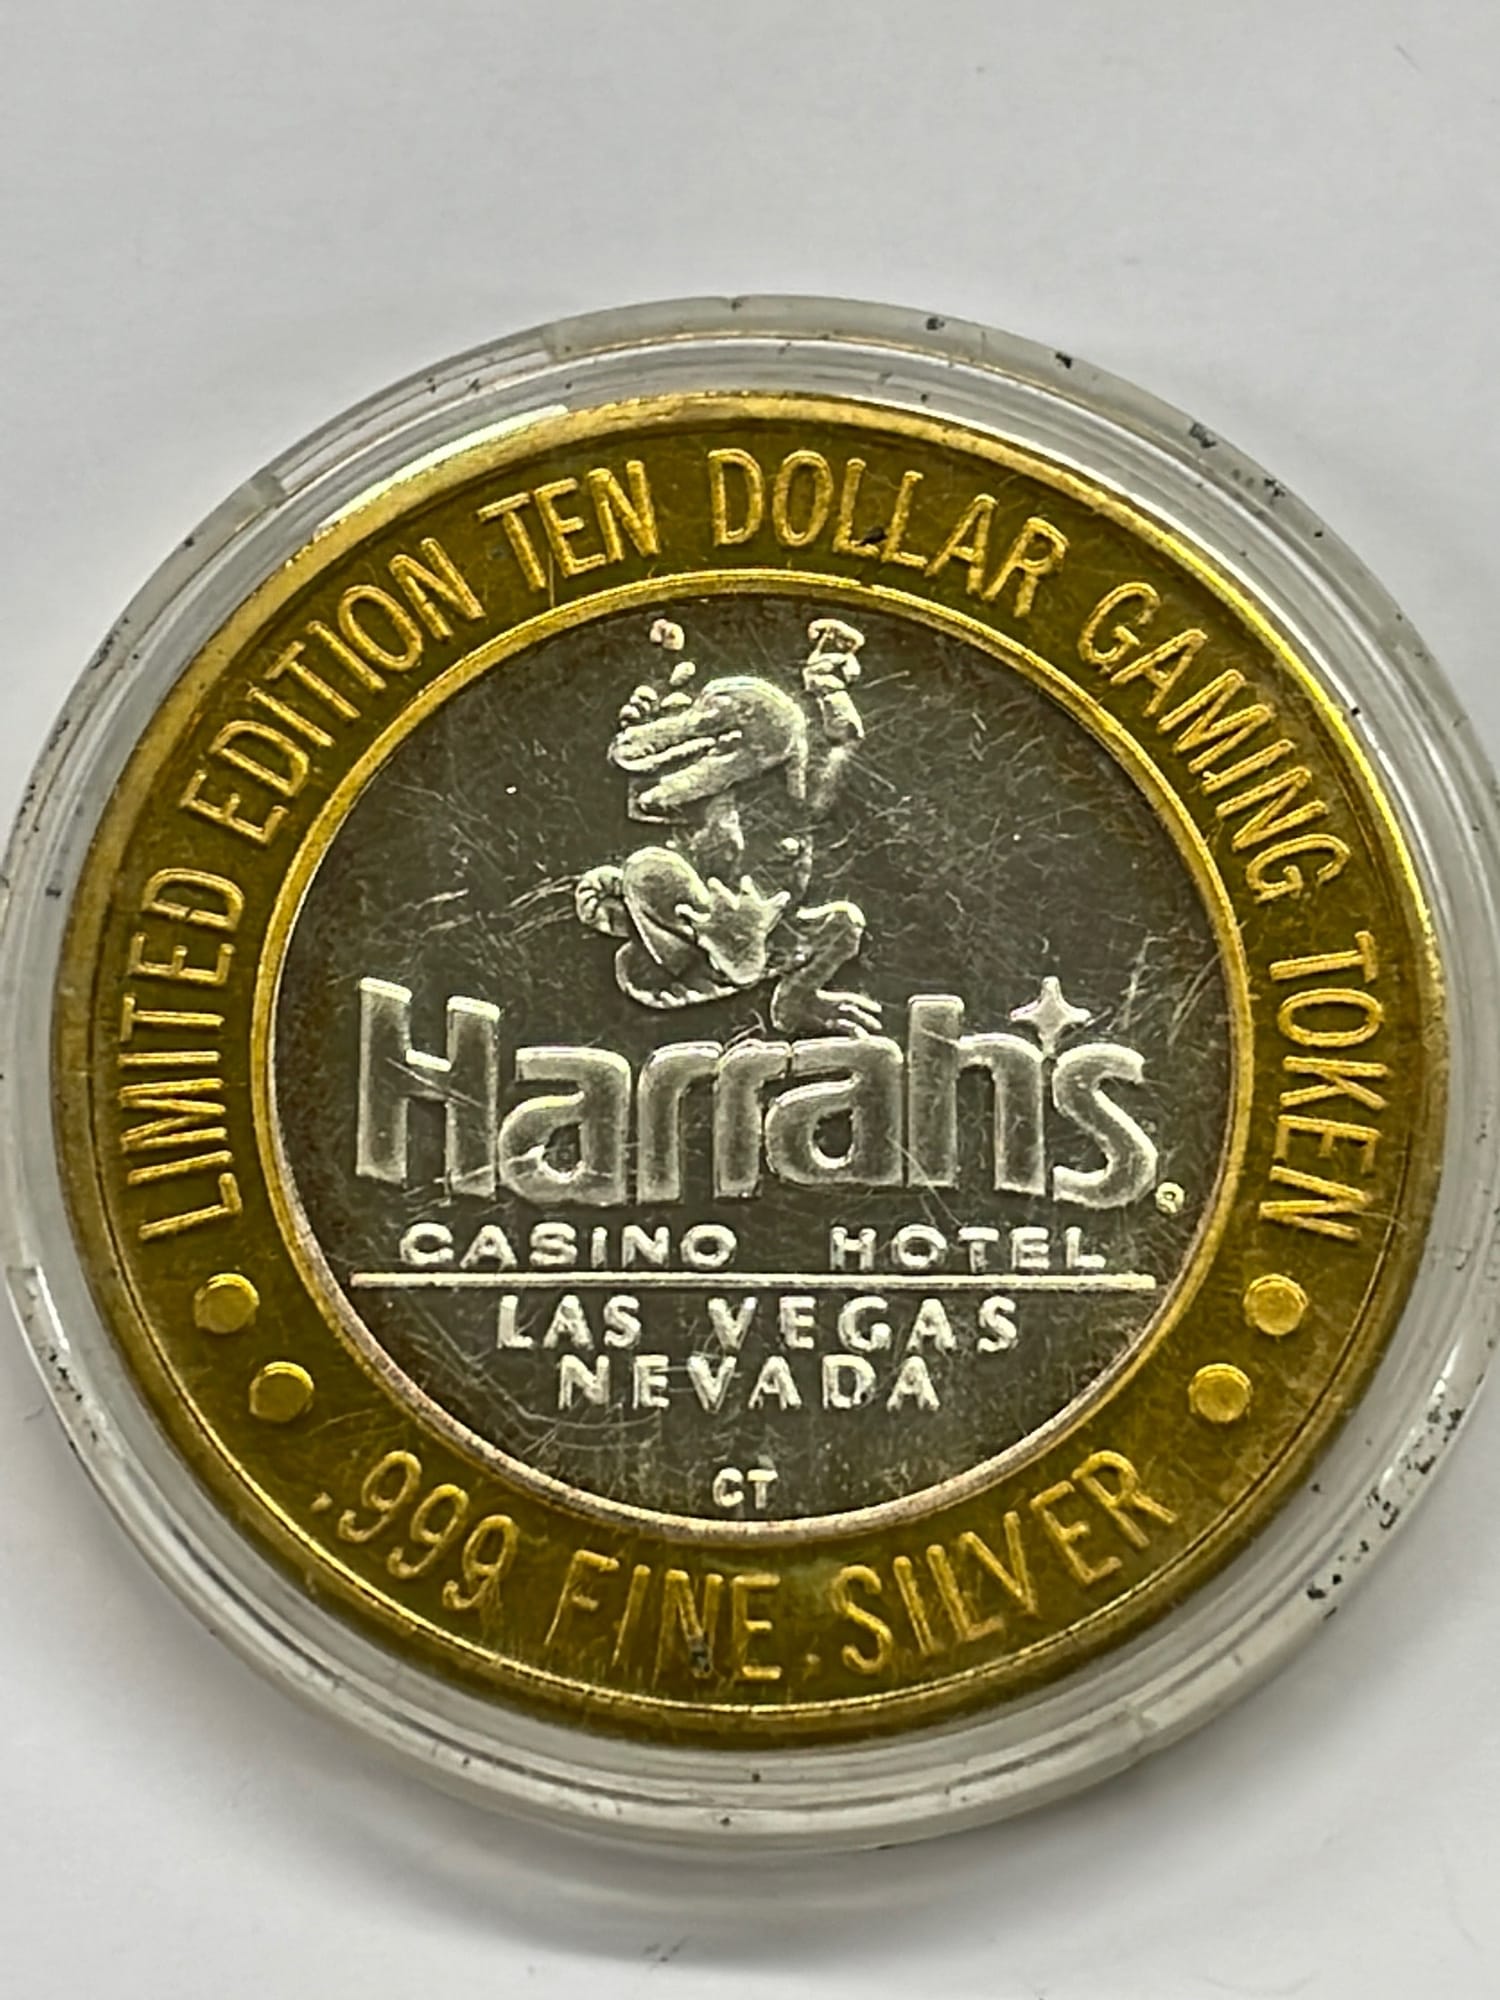 LIMITED EDITION TEN DOLLAR GAMING TOKEN
Harrah's®
CASINO HOTEL
LAS VEGAS
NEVADA
CT
.999 FINE SILVER